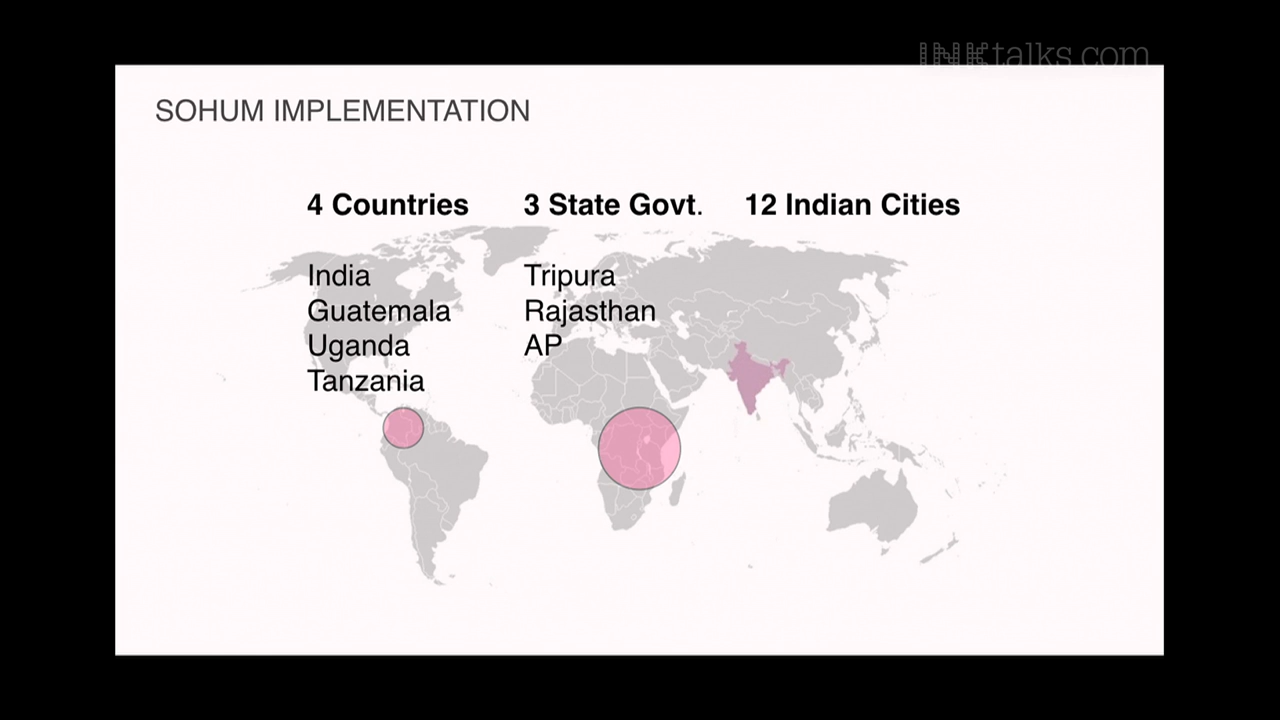 INKtalks.com
SOHUM IMPLEMENTATION
4 Countries
India
Guatemala
Uganda
Tanzania
3 State Govt.
Tripura
Rajasthan
AP
12 Indian Cities